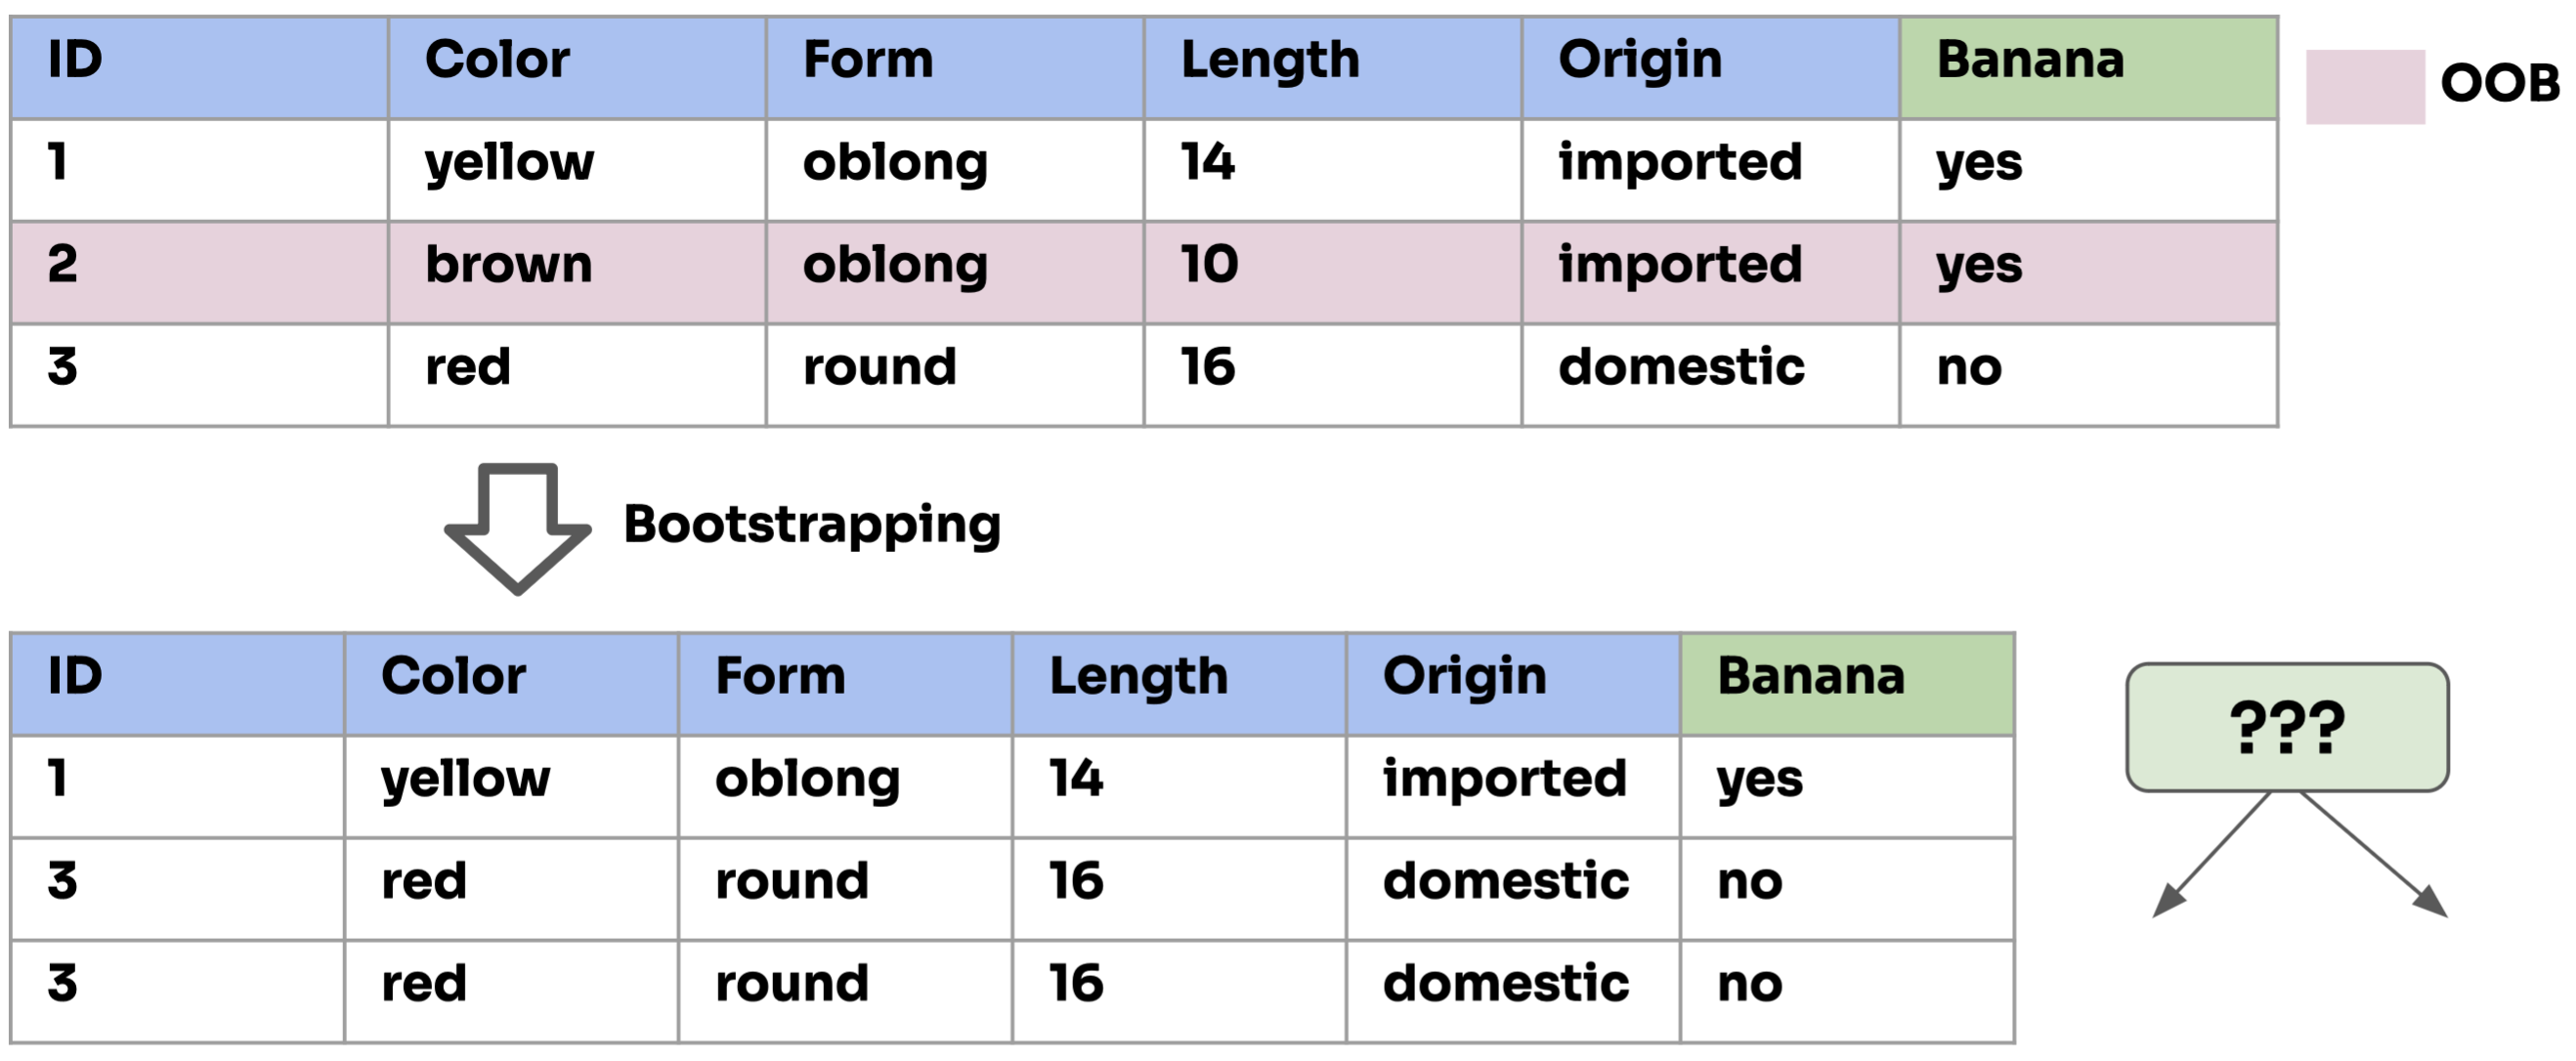 ID Color Form Length Origin Banana
OOB
1 yellow oblong 14 imported yes
2 brown oblong 10 imported yes
3 red round 16 domestic no
Bootstrapping
ID Color Form Length Origin Banana
???
1 yellow oblong 14 imported yes
3 red round 16 domestic no
3 red round 16 domestic no